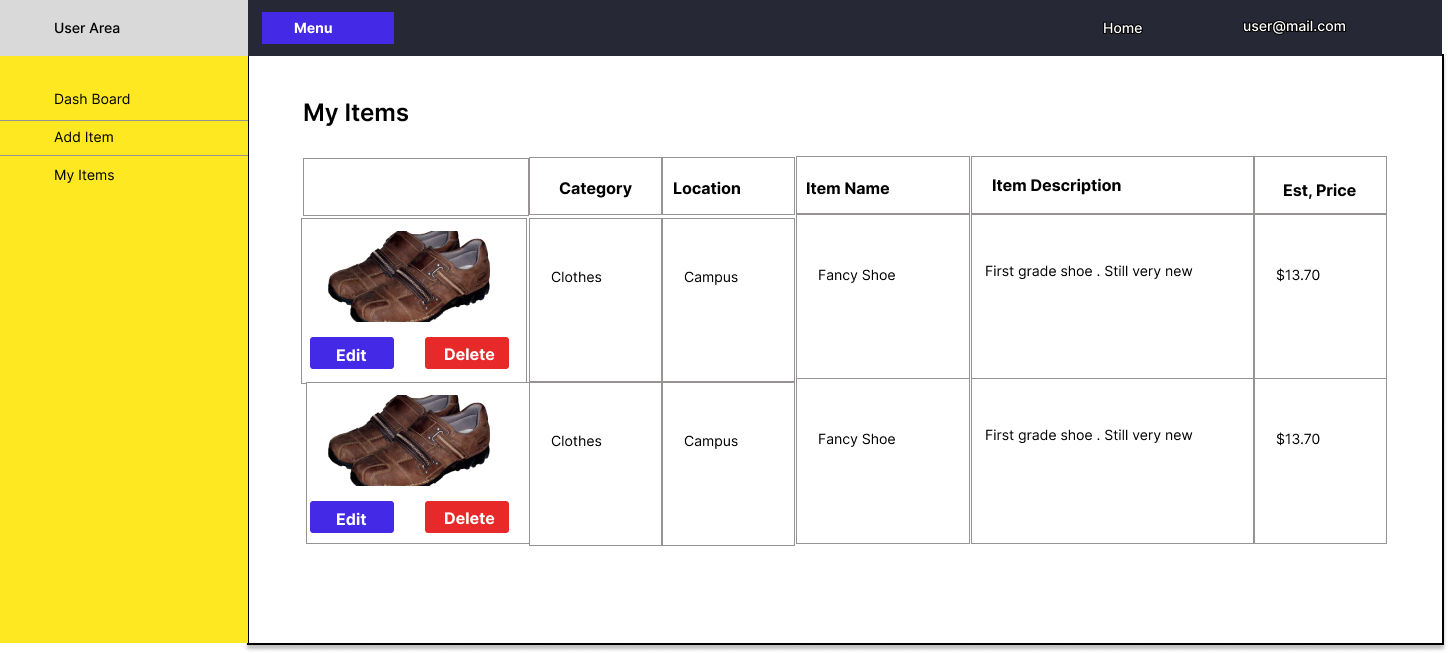 User Area
Menu
Home
user@mail.com
Dash Board
Add Item
My Items
My Items
Category Location Item Name Item Description Est, Price
Clothes Campus Fancy Shoe First grade shoe . Still very new $13.70
Edit Delete
Clothes Campus Fancy Shoe First grade shoe . Still very new $13.70
Edit Delete